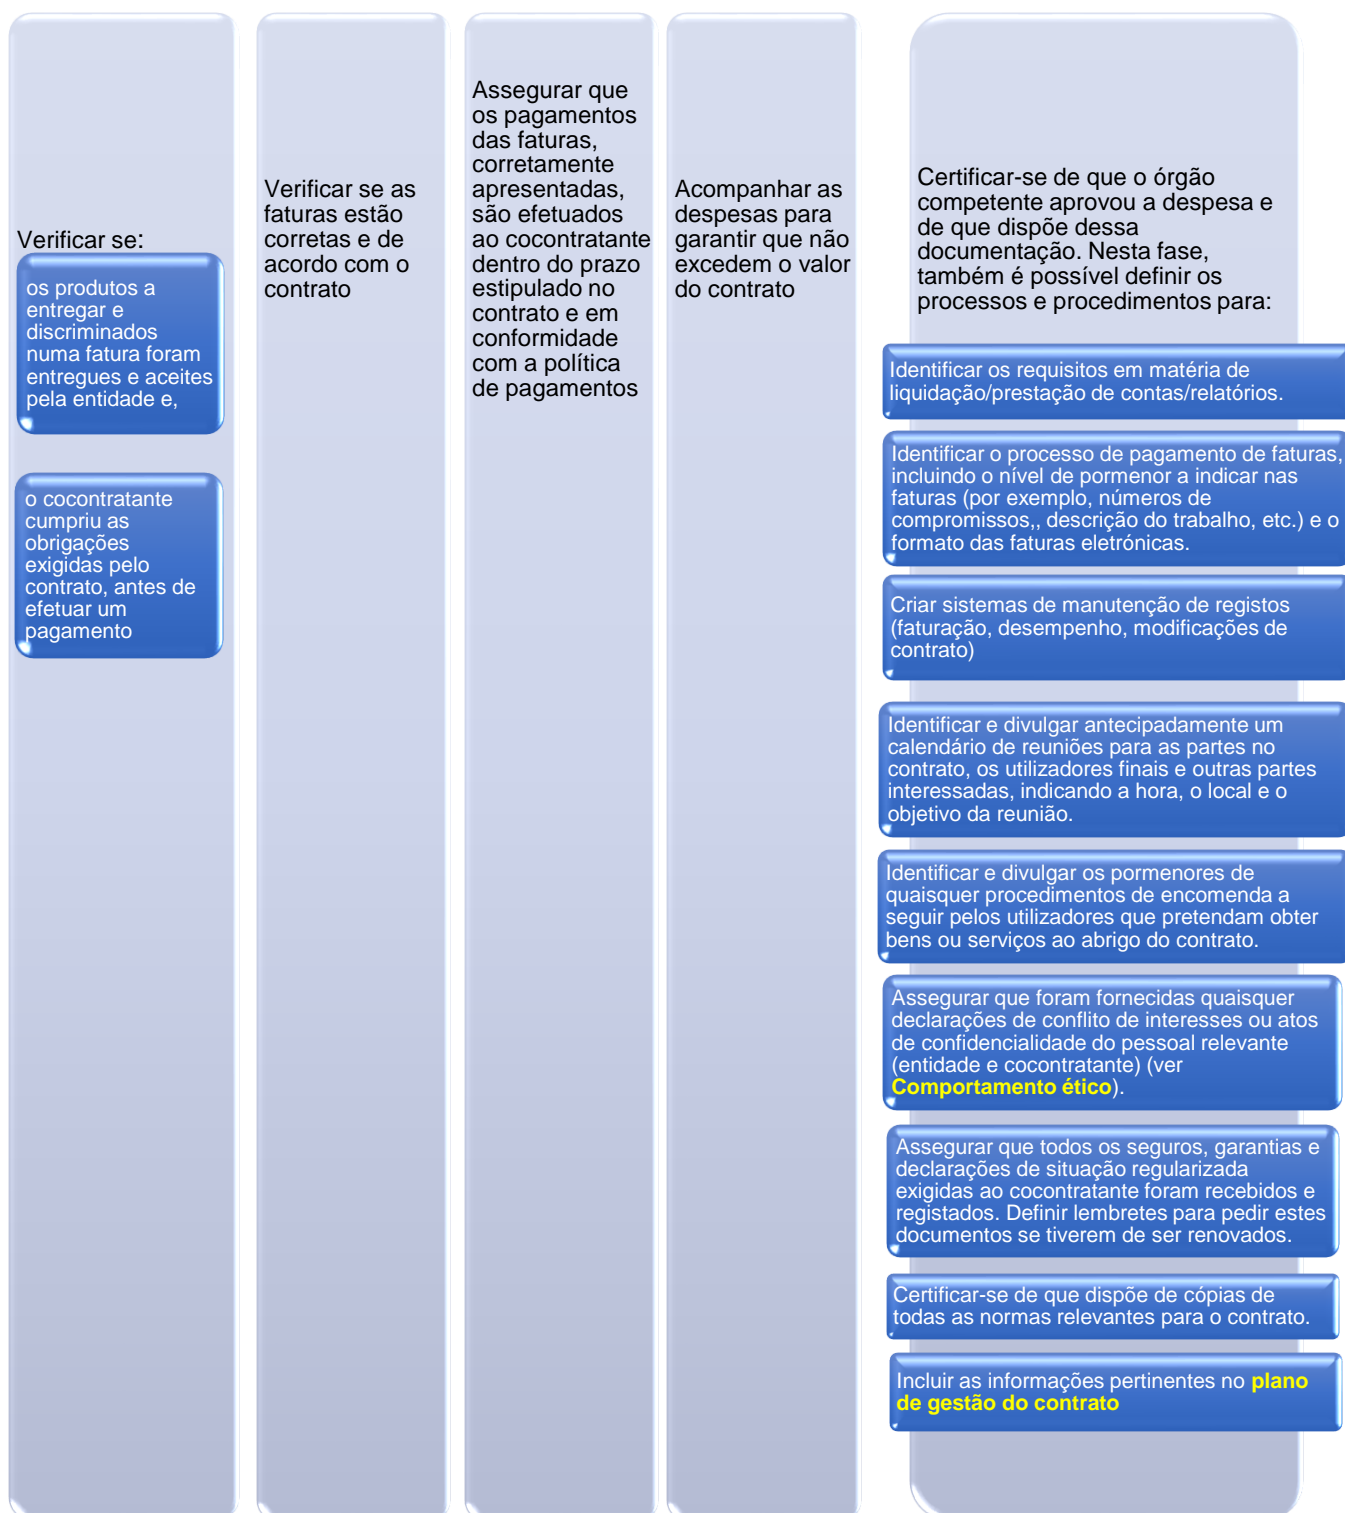 Verificar se:
os produtos a
entregar e
discriminados
numa fatura foram
entregues e aceites
pela entidade e,
o cocontratante
cumpriu as
obrigações
exigidas pelo
contrato, antes de
efetuar um
pagamento
Verificar se as
faturas estão
corretas e de
acordo com o
contrato
Assegurar que
os pagamentos
das faturas,
corretamente
apresentadas,
são efetuados
ao cocontratante
dentro do prazo
estipulado no
contrato e em
conformidade
com a política
de pagamentos
Acompanhar as
despesas para
garantir que não
excedem o valor
do contrato
Certificar-se de que o órgão
competente aprovou a despesa e
de que dispõe dessa
documentação. Nesta fase,
também é possível definir os
processos e procedimentos para:
Identificar os requisitos em matéria de
liquidação/prestação de contas/relatórios.
Identificar o processo de pagamento de faturas,
incluindo o nível de pormenor a indicar nas
faturas (por exemplo, números de
compromissos,, descrição do trabalho, etc.) e o
formato das faturas eletrónicas.
Criar sistemas de manutenção de registos
(faturação, desempenho, modificações de
contrato)
Identificar e divulgar antecipadamente um
calendário de reuniões para as partes no
contrato, os utilizadores finais e outras partes
interessadas, indicando a hora, o local e o
objetivo da reunião.
Identificar e divulgar os pormenores de
quaisquer procedimentos de encomenda a
seguir pelos utilizadores que pretendam obter
bens ou serviços ao abrigo do contrato.
Assegurar que foram fornecidas quaisquer
declarações de conflito de interesses ou atos
de confidencialidade do pessoal relevante
(entidade e cocontratante) (ver
Comportamento ético).
Assegurar que todos os seguros, garantias e
declarações de situação regularizada
exigidas ao cocontratante foram recebidos e
registados. Definir lembretes para pedir estes
documentos se tiverem de ser renovados.
Certificar-se de que dispõe de cópias de
todas as normas relevantes para o contrato.
Incluir as informações pertinentes no plano
de gestão do contrato